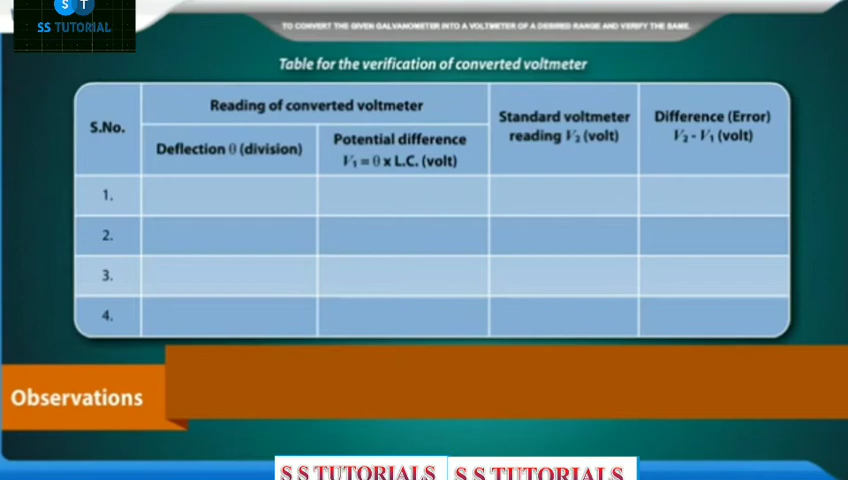 S T
SS TUTORIAL
TO CONVERT THE GIVEN GALVANOMETER INTO A VOLTMETER OF A DESIRED RANGE AND VERIFY THE SAME.
Table for the verification of converted voltmeter
S.No.
Reading of converted voltmeter
Deflection θ (division)
Potential difference
V₁ = θ x L.C. (volt)
Standard voltmeter
reading V₂ (volt)
Difference (Error)
V₂ - V₁ (volt)
1.
2.
3.
4.
Observations
S S TUTORIALS S S TUTORIALS